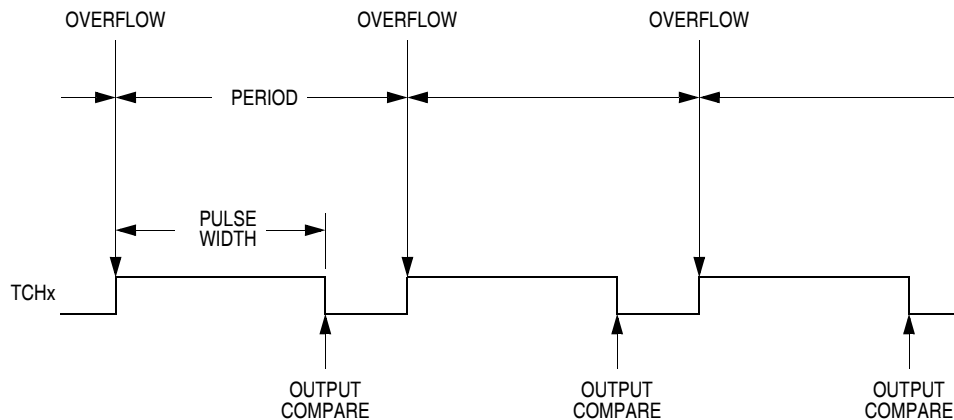 OVERFLOW
OVERFLOW
OVERFLOW
PERIOD
PULSE
WIDTH
TCHx
OUTPUT
COMPARE
OUTPUT
COMPARE
OUTPUT
COMPARE